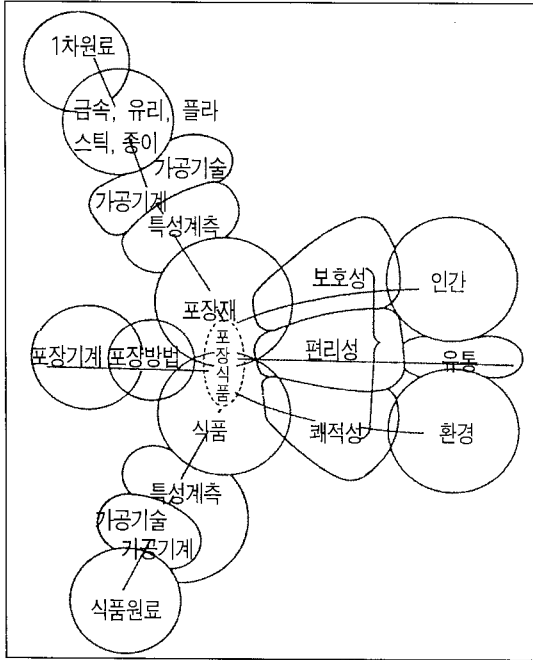 1차원료
금속, 유리, 플라
스틱, 종이
가공기술
가공기계
특성계측
포장재
보호성
인간
포장기계
포장방법
포장식품
편리성
유통
식품
쾌적성
환경
특성계측
가공기술
가공기계
식품원료